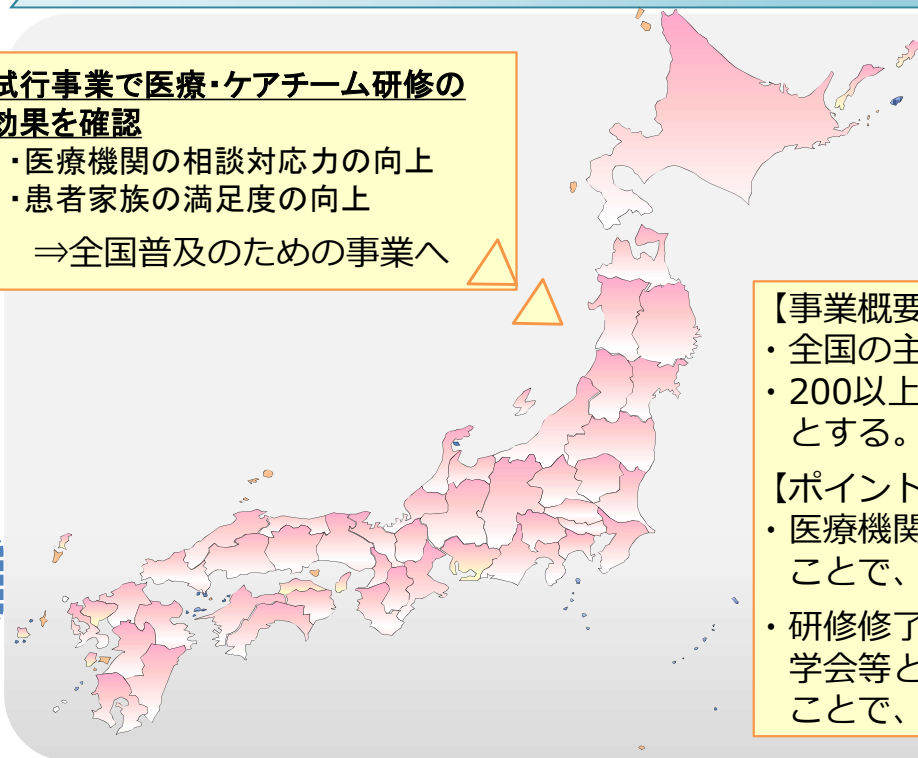 試行事業で医療・ケアチーム研修の
効果を確認
・医療機関の相談対応力の向上
・患者家族の満足度の向上
⇒全国普及のための事業へ
【事業概要
・全国の主
・200以上
とする。
【ポイント
・医療機関
ことで、
・研修修了
学会等と
ことで、